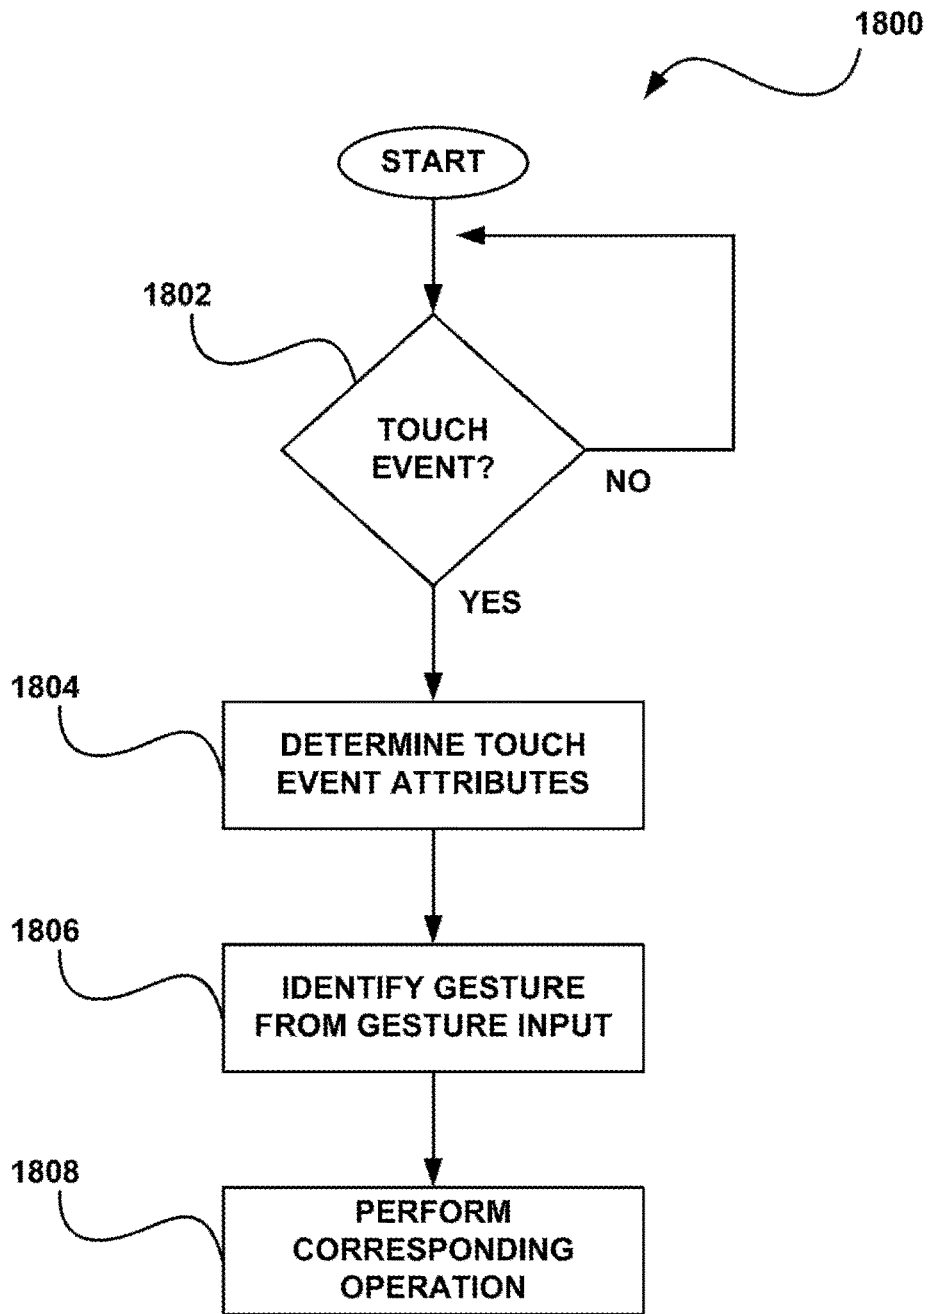 1800
START
1802
TOUCH
EVENT?
NO
YES
1804
DETERMINE TOUCH
EVENT ATTRIBUTES
1806
IDENTIFY GESTURE
FROM GESTURE INPUT
1808
PERFORM
CORRESPONDING
OPERATION